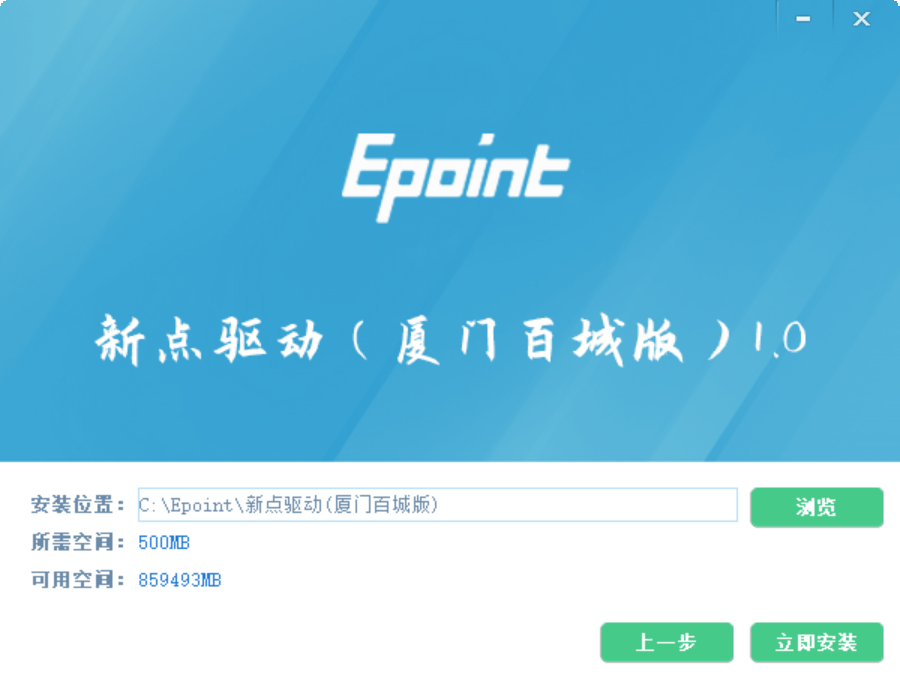 Epoint
新点驱动（厦门百城版）1.0
安装位置： C:\Epoint\新点驱动(厦门百城版) 浏览
所需空间： 500MB
可用空间： 859493MB
上一步 立即安装